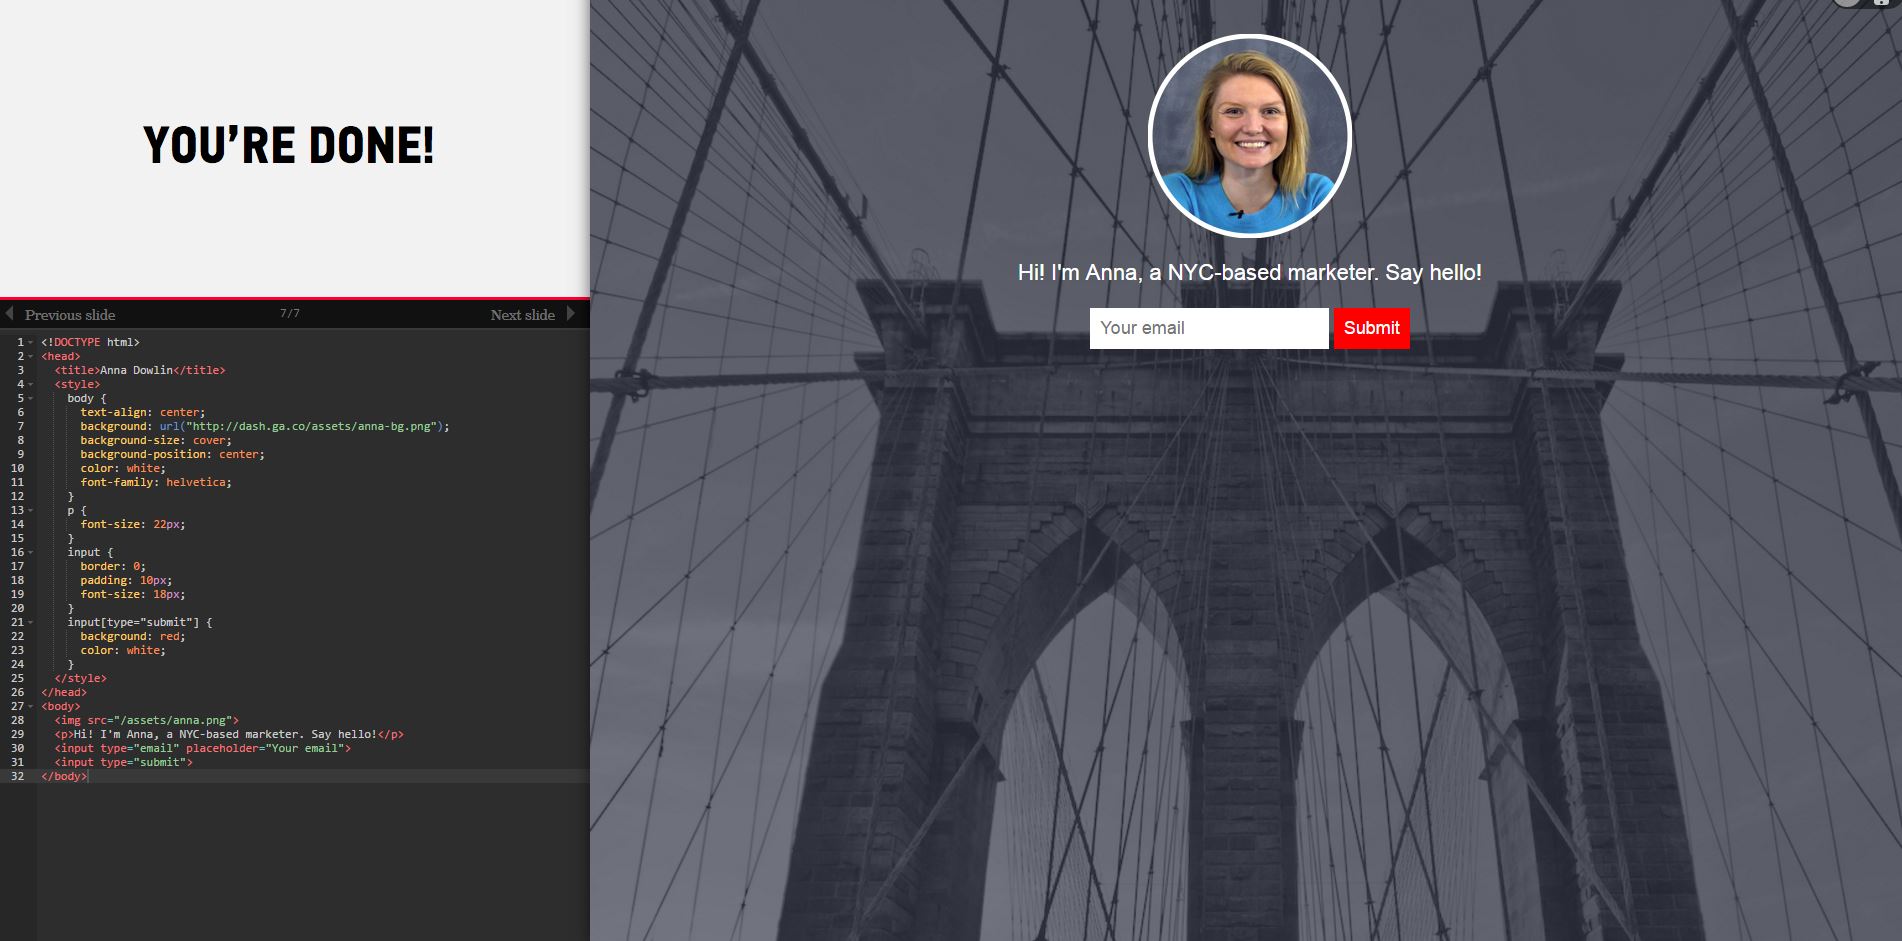 YOU’RE DONE!
Previous slide
7/7
Next slide
1 <!DOCTYPE html>
2 <head>
3 <title>Anna Dowlin</title>
4 <style>
5 body {
6 text-align: center;
7 background: url("http://dash.ga.co/assets/anna-bg.png");
8 background-size: cover;
9 background-position: center;
10 color: white;
11 font-family: helvetica;
12 }
13 p {
14 font-size: 22px;
15 }
16 input {
17 border: 0;
18 padding: 10px;
19 font-size: 18px;
20 }
21 input[type="submit"] {
22 background: red;
23 color: white;
24 }
25 </style>
26 </head>
27 <body>
28 <img src="/assets/anna.png">
29 <p>Hi! I’m Anna, a NYC-based marketer. Say hello!</p>
30 <input type="email" placeholder="Your email">
31 <input type="submit">
32 </body>
Hi! I'm Anna, a NYC-based marketer. Say hello!
Your email
Submit